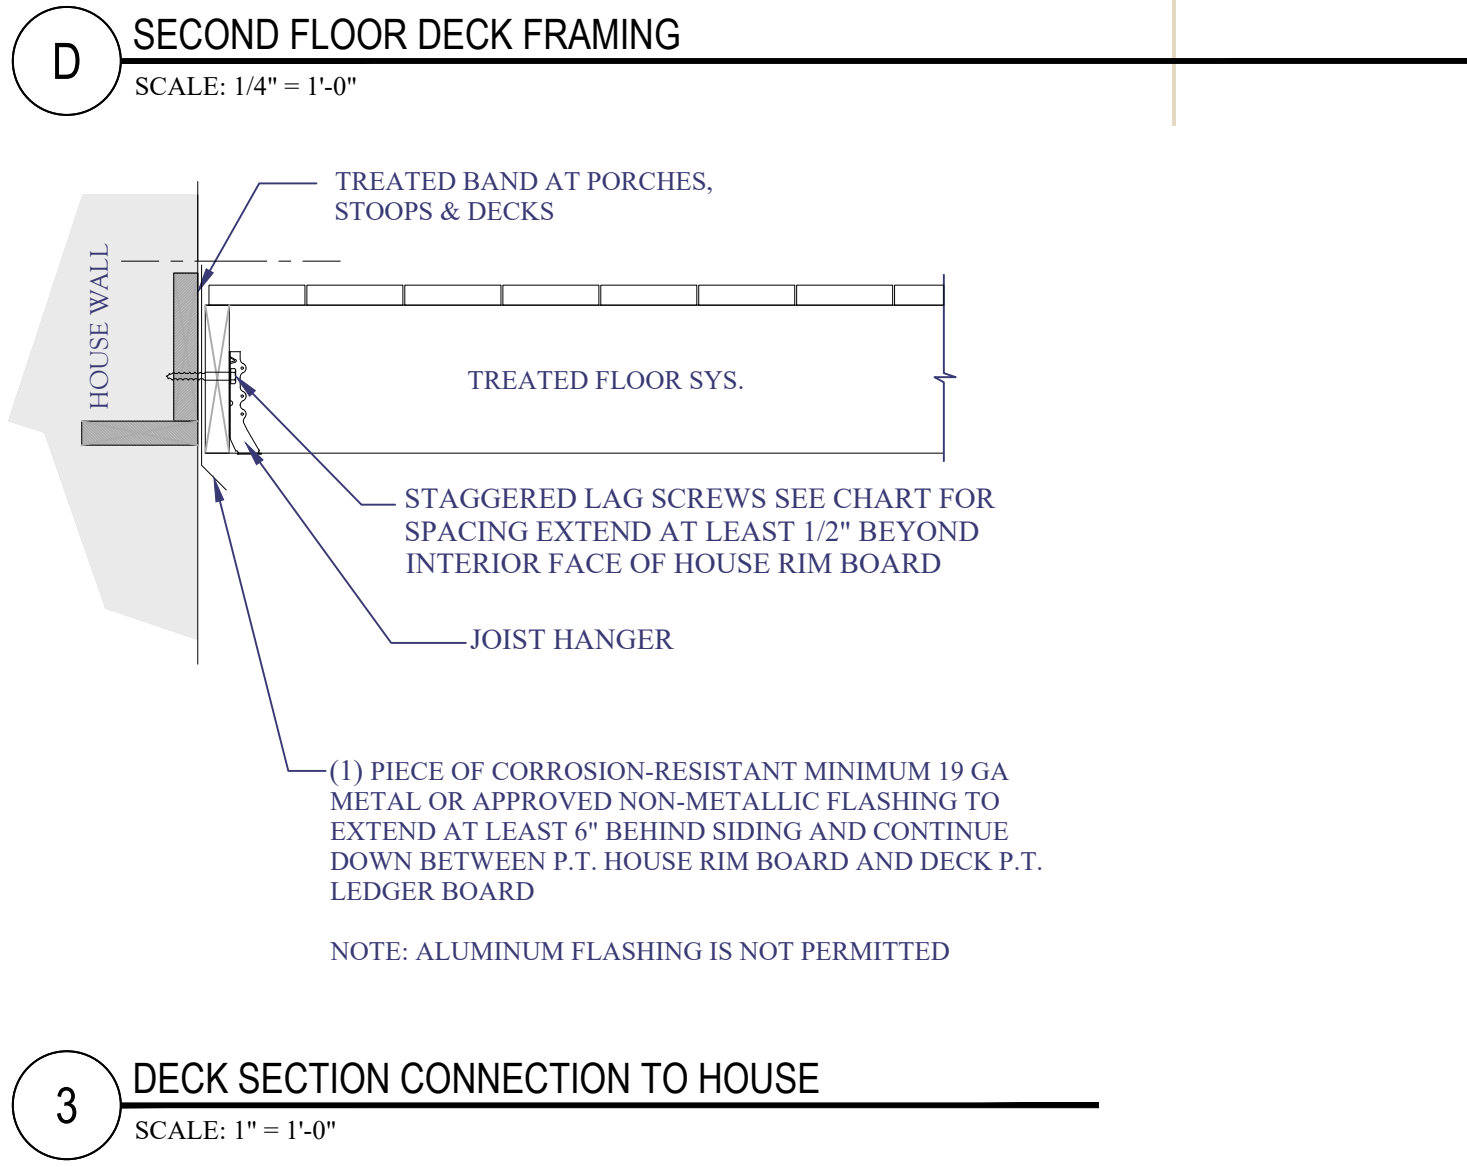 D
SECOND FLOOR DECK FRAMING
SCALE: 1/4" = 1'-0"
TREATED BAND AT PORCHES,
STOOPS & DECKS
HOUSE WALL
TREATED FLOOR SYS.
STAGGERED LAG SCREWS SEE CHART FOR
SPACING EXTEND AT LEAST 1/2" BEYOND
INTERIOR FACE OF HOUSE RIM BOARD
JOIST HANGER
(1) PIECE OF CORROSION-RESISTANT MINIMUM 19 GA
METAL OR APPROVED NON-METALLIC FLASHING TO
EXTEND AT LEAST 6" BEHIND SIDING AND CONTINUE
DOWN BETWEEN P.T. HOUSE RIM BOARD AND DECK P.T.
LEDGER BOARD
NOTE: ALUMINUM FLASHING IS NOT PERMITTED
3
DECK SECTION CONNECTION TO HOUSE
SCALE: 1" = 1'-0"